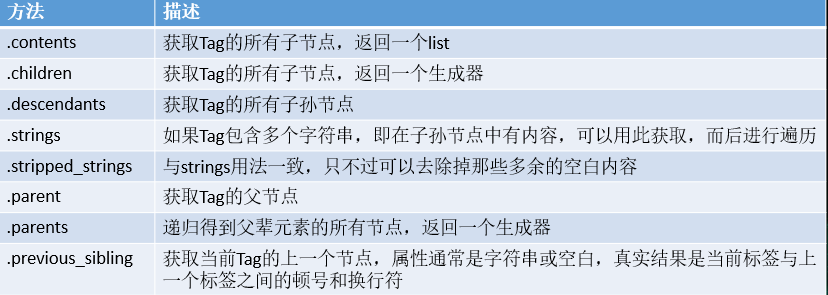 方法 描述
.contents 获取Tag的所有子节点，返回一个list
.children 获取Tag的所有子节点，返回一个生成器
.descendants 获取Tag的所有子孙节点
.strings 如果Tag包含多个字符串，即在子孙节点中有内容，可以用此获取，而后进行遍历
.stripped_strings 与strings用法一致，只不过可以去除掉那些多余的空白内容
.parent 获取Tag的父节点
.parents 递归得到父辈元素的所有节点，返回一个生成器
.previous_sibling 获取当前Tag的上一个节点，属性通常是字符串或空白，真实结果是当前标签与上
一个标签之间的顿号和换行符